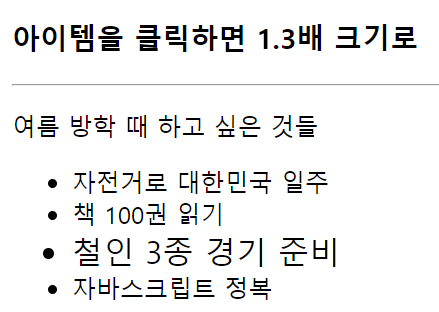 아이템을 클릭하면 1.3배 크기로
여름 방학 때 하고 싶은 것들
자전거로 대한민국 일주
책 100권 읽기
철인 3종 경기 준비
자바스크립트 정복